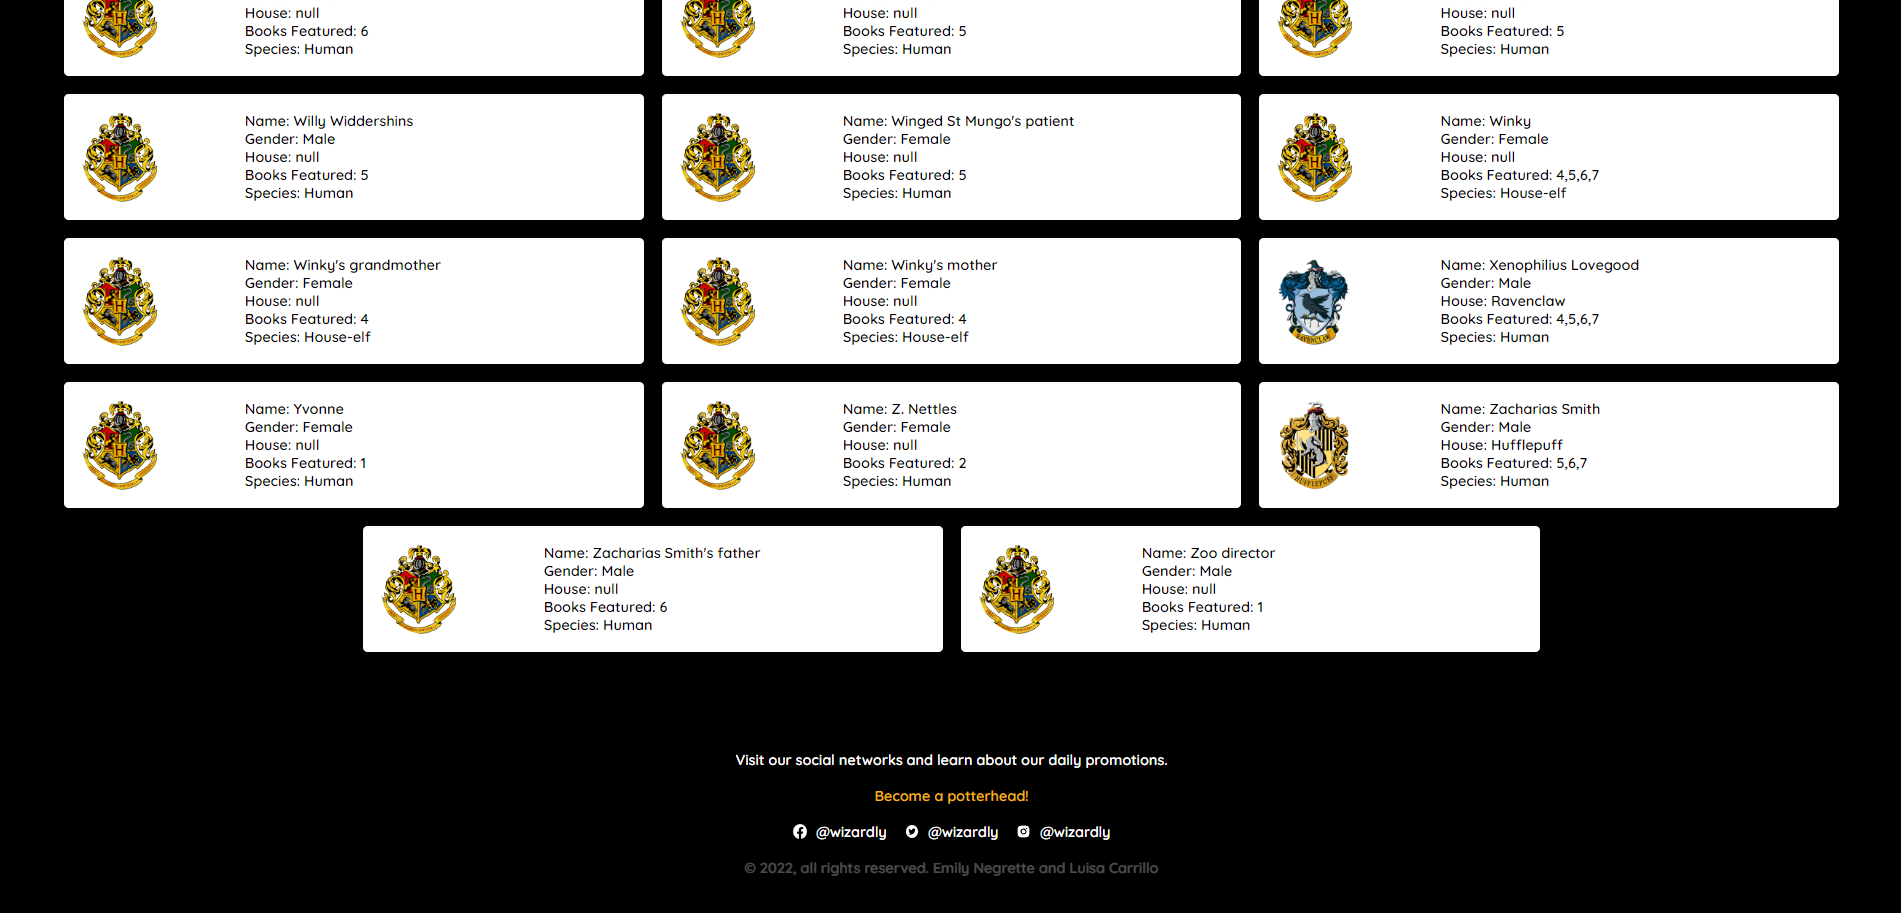 House: null
Books Featured: 6
Species: Human
House: null
Books Featured: 5
Species: Human
House: null
Books Featured: 5
Species: Human
Name: Willy Widdershins
Gender: Male
House: null
Books Featured: 5
Species: Human
Name: Winged St Mungo's patient
Gender: Female
House: null
Books Featured: 5
Species: Human
Name: Winky
Gender: Female
House: null
Books Featured: 4,5,6,7
Species: House-elf
Name: Winky's grandmother
Gender: Female
House: null
Books Featured: 4
Species: House-elf
Name: Winky's mother
Gender: Female
House: null
Books Featured: 4
Species: House-elf
RAVENCLAW
Name: Xenophilius Lovegood
Gender: Male
House: Ravenclaw
Books Featured: 4,5,6,7
Species: Human
Name: Yvonne
Gender: Female
House: null
Books Featured: 1
Species: Human
Name: Z. Nettles
Gender: Female
House: null
Books Featured: 2
Species: Human
HUFFLEPUFF
Name: Zacharias Smith
Gender: Male
House: Hufflepuff
Books Featured: 5,6,7
Species: Human
Name: Zacharias Smith's father
Gender: Male
House: null
Books Featured: 6
Species: Human
Name: Zoo director
Gender: Male
House: null
Books Featured: 1
Species: Human
Visit our social networks and learn about our daily promotions.
Become a potterhead!
@wizardly @wizardly @wizardly
© 2022, all rights reserved. Emily Negrette and Luisa Carrillo